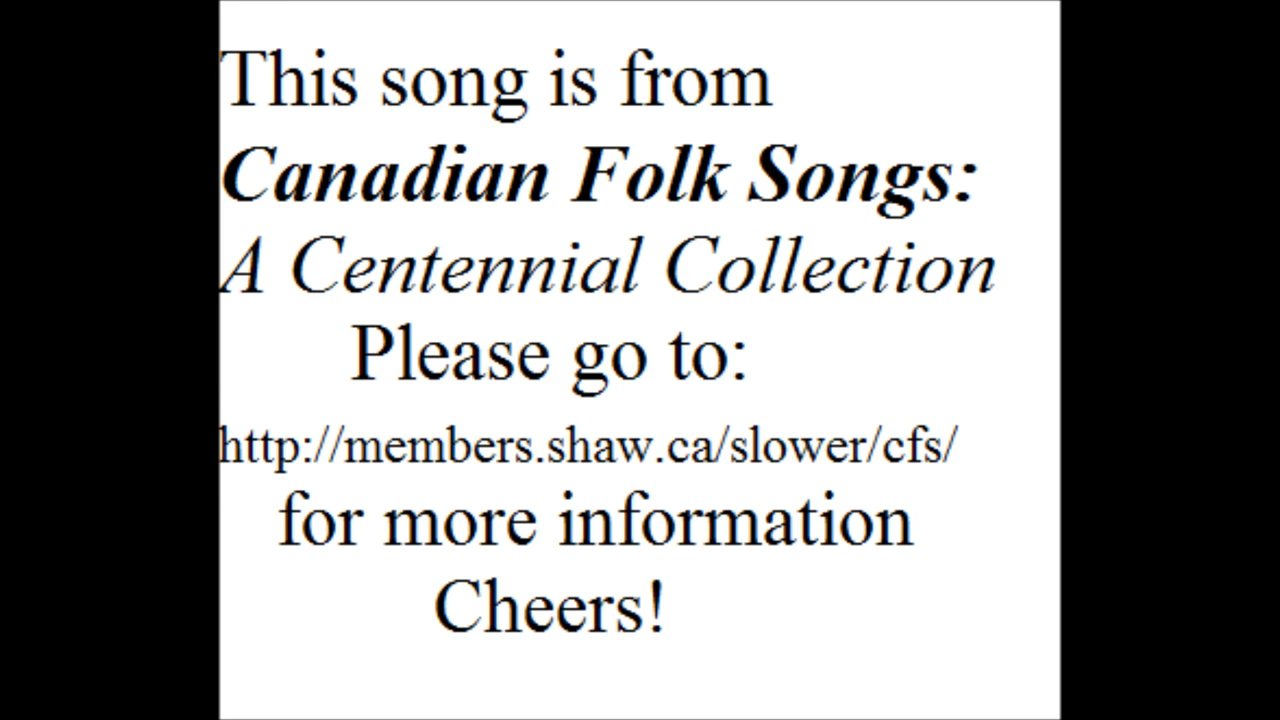 This song is from
Canadian Folk Songs:
A Centennial Collection
Please go to:
http://members.shaw.ca/slower/cfs/
for more information
Cheers!